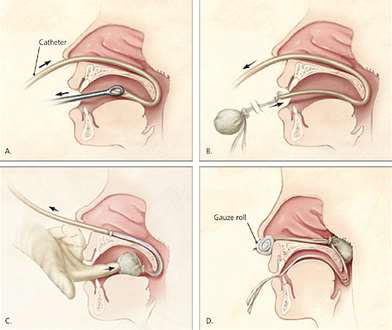 Catheter
A.
B.
C.
Gauze roll
D.